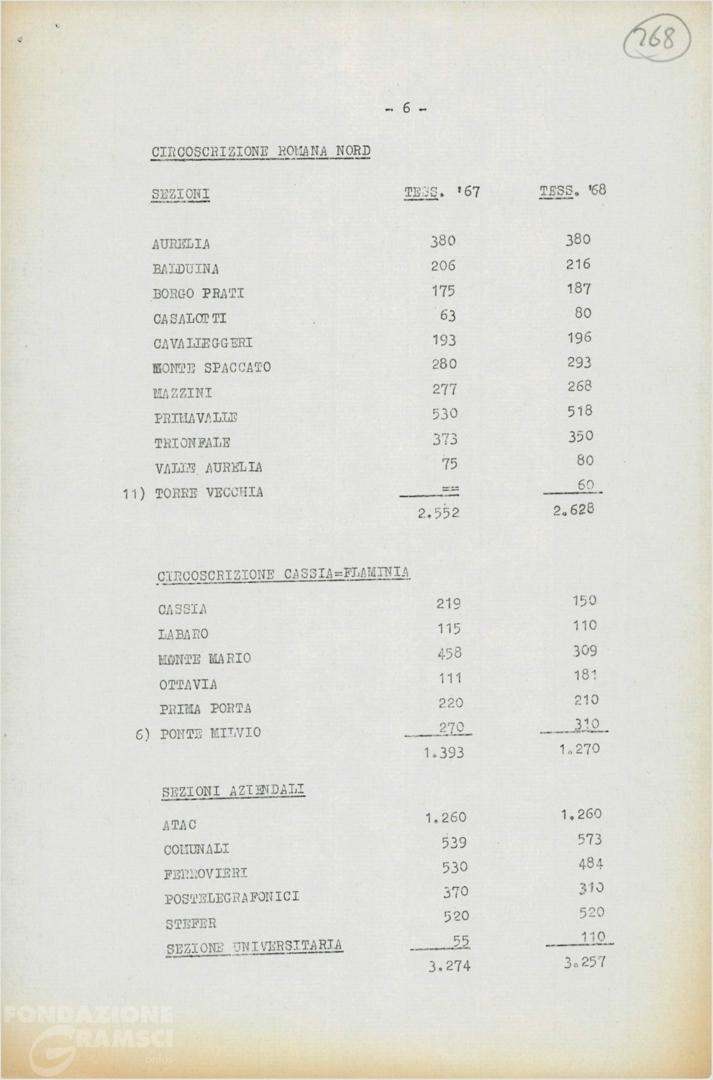 268
- 6 -
CIRCOSCRIZIONE ROMANA NORD
SEZIONI TESS. '67 TESS. '68
AURELIA 380 380
BALDUINA 206 216
BORGO PRATI 175 187
CASALOTTI 63 80
CAVALLEGGERI 193 196
MONTE SPACCATO 280 293
MAZZINI 277 268
PRIMAVALLE 530 518
TRIONFALE 373 350
VALLE AURELIA 75 80
11) TORRE VECCHIA == 60
2.552 2.628
CIRCOSCRIZIONE CASSIA=FLAMINIA
CASSIA 219 150
LABARO 115 110
MONTE MARIO 458 309
OTTAVIA 111 181
PRIMA PORTA 220 210
6) PONTE MILVIO 270 310
1.393 1.270
SEZIONI AZIENDALI
ATAC 1.260 1.260
COMUNALI 539 573
FERROVIERI 530 484
POSTELEGRAFONICI 370 310
STEFER 520 520
SEZIONE UNIVERSITARIA 55 110
3.274 3.257
FONDAZIONE
GRAMSCI
onlus